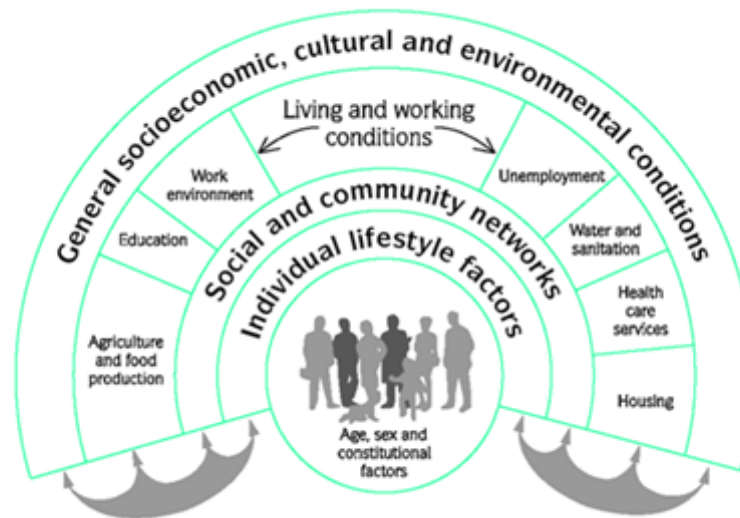 General socioeconomic, cultural and environmental conditions
Living and working
conditions
Work
environment
Unemployment
Education
Water and
sanitation
Agriculture
and food
production
Health
care
services
Housing
Social and community networks
Individual lifestyle factors
Age, sex and
constitutional
factors